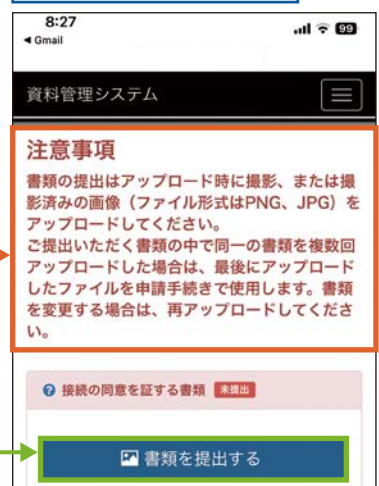 8:27
99
Gmail
資料管理システム
注意事項
書類の提出はアップロード時に撮影、または撮
影済みの画像（ファイル形式はPNG、JPG）を
アップロードしてください。
ご提出いただく書類の中で同一の書類を複数回
アップロードした場合は、最後にアップロード
したファイルを申請手続きで使用します。書類
を変更する場合は、再アップロードしてくださ
い。
接続の同意を証する書類 未提出
書類を提出する